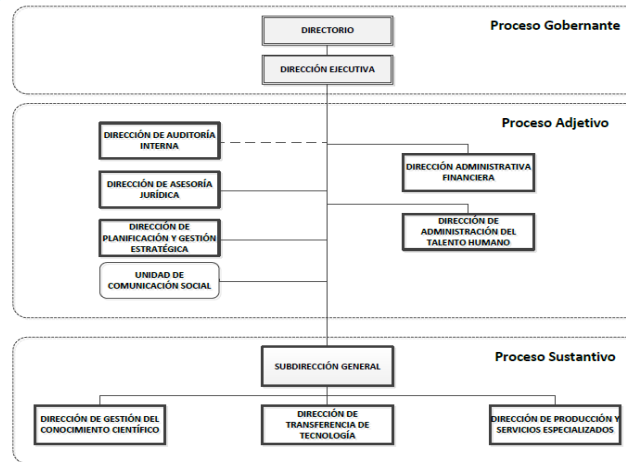 Proceso Gobernante
DIRECTORIO
DIRECCIÓN EJECUTIVA
Proceso Adjetivo
DIRECCIÓN DE AUDITORÍA
INTERNA
DIRECCIÓN ADMINISTRATIVA
FINANCIERA
DIRECCIÓN DE ASESORÍA
JURÍDICA
DIRECCIÓN DE
PLANIFICACIÓN Y GESTIÓN
ESTRATÉGICA
DIRECCIÓN DE
ADMINISTRACIÓN DEL
TALENTO HUMANO
UNIDAD DE
COMUNICACIÓN SOCIAL
Proceso Sustantivo
SUBDIRECCIÓN GENERAL
DIRECCIÓN DE GESTIÓN DEL
CONOCIMIENTO CIENTÍFICO
DIRECCIÓN DE
TRANSFERENCIA DE
TECNOLOGÍA
DIRECCIÓN DE PRODUCCIÓN Y
SERVICIOS ESPECIALIZADOS